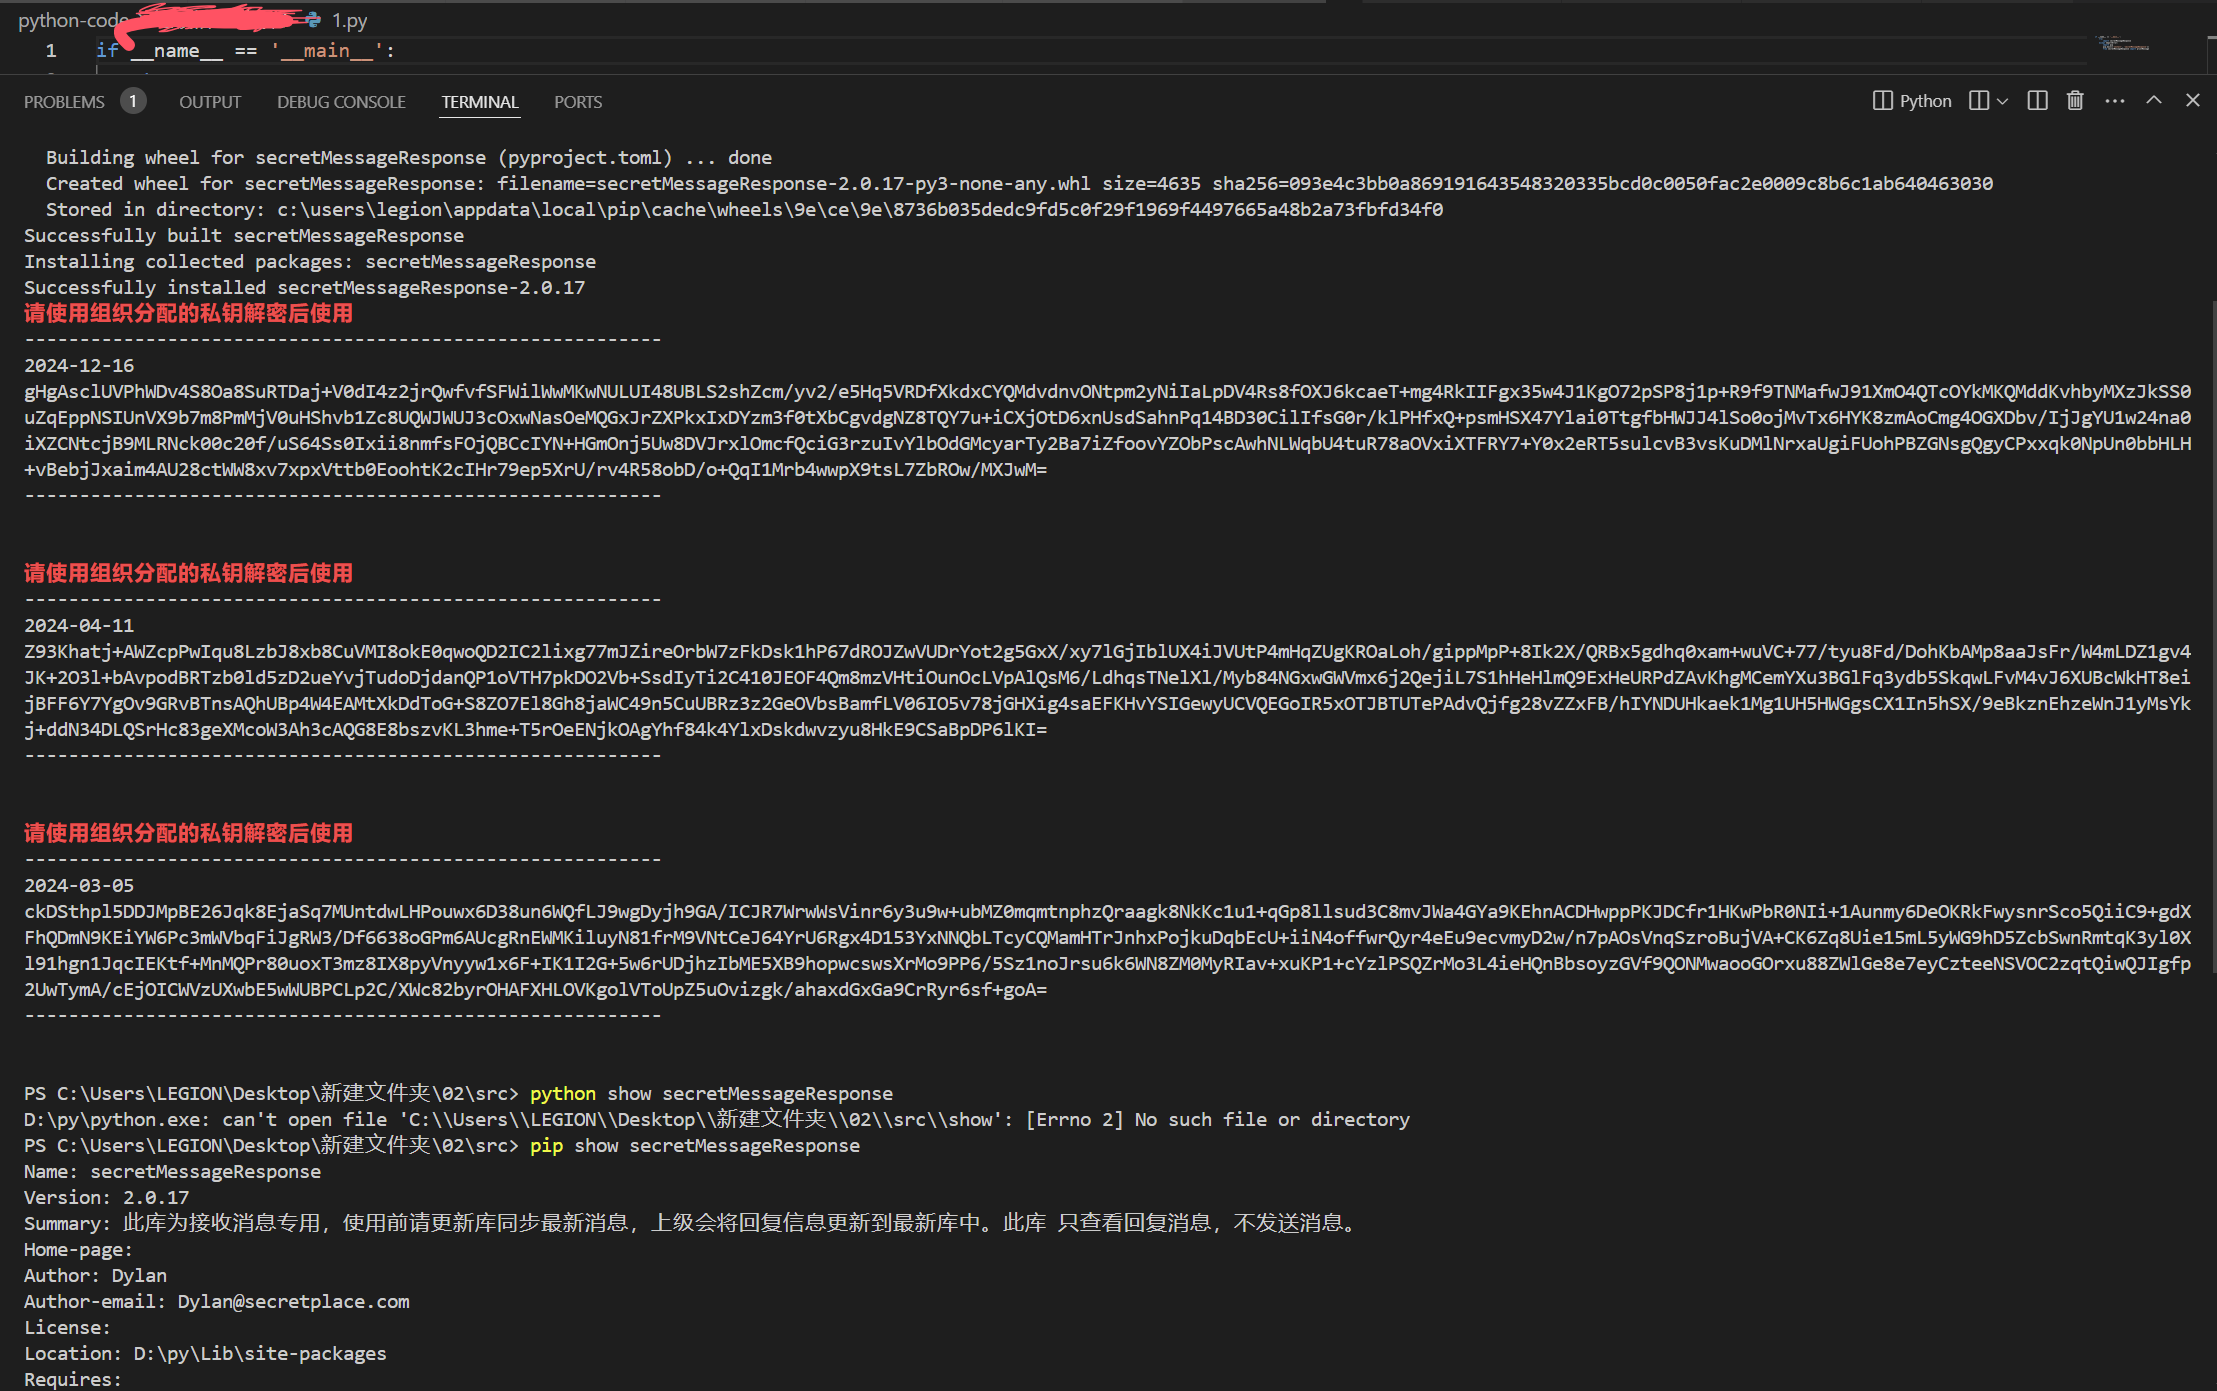 python-code
1.py
1 if __name__ == '__main__':
PROBLEMS 1 OUTPUT DEBUG CONSOLE TERMINAL PORTS Python
Building wheel for secretMessageResponse (pyproject.toml) ... done
Created wheel for secretMessageResponse: filename=secretMessageResponse-2.0.17-py3-none-any.whl size=4635 sha256=093e4c3bb0a869191643548320335bcd0c0050fac2e0009c8b6c1ab640463030
Stored in directory: c:\users\legion\appdata\local\pip\cache\wheels\9e\ce\9e\8736b035dedc9fd5c0f29f1969f4497665a48b2a73fbfd34f0
Successfully built secretMessageResponse
Installing collected packages: secretMessageResponse
Successfully installed secretMessageResponse-2.0.17
请使用组织分配的私钥解密后使用
----------------------------------------------------------
2024-12-16
gHgAsclUVPhWDv4S8Oa8SuRTDaj+V0dI4z2jrQwfvfSFWilWwMKwNULUI48UBLS2shZcm/yv2/e5Hq5VRDfXkdxCYQMdvdnvONtpm2yNiIaLpDV4Rs8fOXJ6kcaeT+mg4RkIIFgx35w4J1KgO72pSP8j1p+R9f9TNMafwJ91XmO4QTcOYkMKQMddKvhbyMXzJkSS0
uZqEppNSIUnVX9b7m8PmMjV0uHShvb1Zc8UQWJWUJ3cOxwNasOeMQGxJrZXPkxIxDYzm3f0tXbCgvdgNZ8TQY7u+iCXjOtD6xnUsdSahnPq14BD30CilIfsG0r/klPHfxQ+psmHSX47Ylai0TtgfbHWJJ4lSo0ojMvTx6HYK8zmAoCmg4OGXDbv/IjJgYU1w24na0
iXZCNtcjB9MLRNck00c20f/uS64Ss0Ixii8nmfsFOjQBCcIYN+HGmOnj5Uw8DVJrxlOmcfQciG3rzuIvYlbOdGMcyarTy2Ba7iZfoovYZObPscAwhNLWqbU4tuR78aOVxiXTFRY7+Y0x2eRT5sulcvB3vsKuDMlNrxaUgiFUohPBZGNsgQgyCPxxqk0NpUn0bbHLH
+vBebjJxaim4AU28ctWW8xv7xpxVttb0EoohtK2cIHr79ep5XrU/rv4R58obD/o+QqI1Mrb4wwpX9tsL7ZbROw/MXJwM=
----------------------------------------------------------
请使用组织分配的私钥解密后使用
----------------------------------------------------------
2024-04-11
Z93Khatj+AWZcpPwIqu8LzbJ8xb8CuVMI8okE0qwoQD2IC2lixg77mJZireOrbW7zFkDsk1hP67dROJZwVUDrYot2g5GxX/xy7lGjIblUX4iJVUtP4mHqZUgKROaLoh/gippMpP+8Ik2X/QRBx5gdhq0xam+wuVC+77/tyu8Fd/DohKbAMp8aaJsFr/W4mLDZ1gv4
JK+2O3l+bAvpodBRTzb0ld5zD2ueYvjTudoDjdanQP1oVTH7pkDO2Vb+SsdIyTi2C410JEOF4Qm8mzVHtiOunOcLVpAlQsM6/LdhqsTNelXl/Myb84NGxwGWVmx6j2QejiL7S1hHeHlmQ9ExHeURPdZAvKhgMCemYXu3BGlFq3ydb5SkqwLFvM4vJ6XUBcWkHT8ei
jBFF6Y7YgOv9GRvBTnsAQhUBp4W4EAMtXkDdToG+S8ZO7El8Gh8jaWC49n5CuUBRz3z2GeOVbsBamfLV06IO5v78jGHXig4saEFKHvYSIGewyUCVQEGoIR5xOTJBTUTePAdvQjfg28vZZxFB/hIYNDUHkaek1Mg1UH5HWGgsCX1In5hSX/9eBkznEhzeWnJ1yMsYk
j+ddN34DLQSrHc83geXMcoW3Ah3cAQG8E8bszvKL3hme+T5rOeENjkOAgYhf84k4YlxDskdwvzyu8HkE9CSaBpDP6lKI=
----------------------------------------------------------
请使用组织分配的私钥解密后使用
----------------------------------------------------------
2024-03-05
ckDSthpl5DDJMpBE26Jqk8EjaSq7MUntdwLHPouwx6D38un6WQfLJ9wgDyjh9GA/ICJR7WrwWsVinr6y3u9w+ubMZ0mqmtnphzQraagk8NkKc1u1+qGp8llsud3C8mvJWa4GYa9KEhnACDHwppPKJDCfr1HKwPbR0NIi+1Aunmy6DeOKRkFwysnrSco5QiiC9+gdX
FhQDmN9KEiYW6Pc3mWVbqFiJgRW3/Df6638oGPm6AUcgRnEWMKiluyN81frM9VNtCeJ64YrU6Rgx4D153YxNNQbLTcyCQMamHTrJnhxPojkuDqbEcU+iiN4offwrQyr4eEu9ecvmyD2w/n7pAOsVnqSzroBujVA+CK6Zq8Uie15mL5yWG9hD5ZcbSwnRmtqK3yl0X
l91hgn1JqcIEKtf+MnMQPr80uoxT3mz8IX8pyVnyyw1x6F+IK1I2G+5w6rUDjhzIbME5XB9hopwcswsXrMo9PP6/5Sz1noJrsu6k6WN8ZM0MyRIav+xuKP1+cYzlPSQZrMo3L4ieHQnBbsoyzGVf9QONMwaooGOrxu88ZWlGe8e7eyCzteeNSVOC2zqtQiwQJIgfp
2UwTymA/cEjOICWVzUXwbE5wWUBPCLp2C/XWc82byrOHAFXHLOVKgolVToUpZ5uOvizgk/ahaxdGxGa9CrRyr6sf+goA=
----------------------------------------------------------
PS C:\Users\LEGION\Desktop\新建文件夹\02\src> python show secretMessageResponse
D:\py\python.exe: can't open file 'C:\\Users\\LEGION\\Desktop\\新建文件夹\\02\\src\\show': [Errno 2] No such file or directory
PS C:\Users\LEGION\Desktop\新建文件夹\02\src> pip show secretMessageResponse
Name: secretMessageResponse
Version: 2.0.17
Summary: 此库为接收消息专用，使用前请更新库同步最新消息，上级会将回复信息更新到最新库中。此库 只查看回复消息，不发送消息。
Home-page:
Author: Dylan
Author-email: Dylan@secretplace.com
License:
Location: D:\py\Lib\site-packages
Requires: